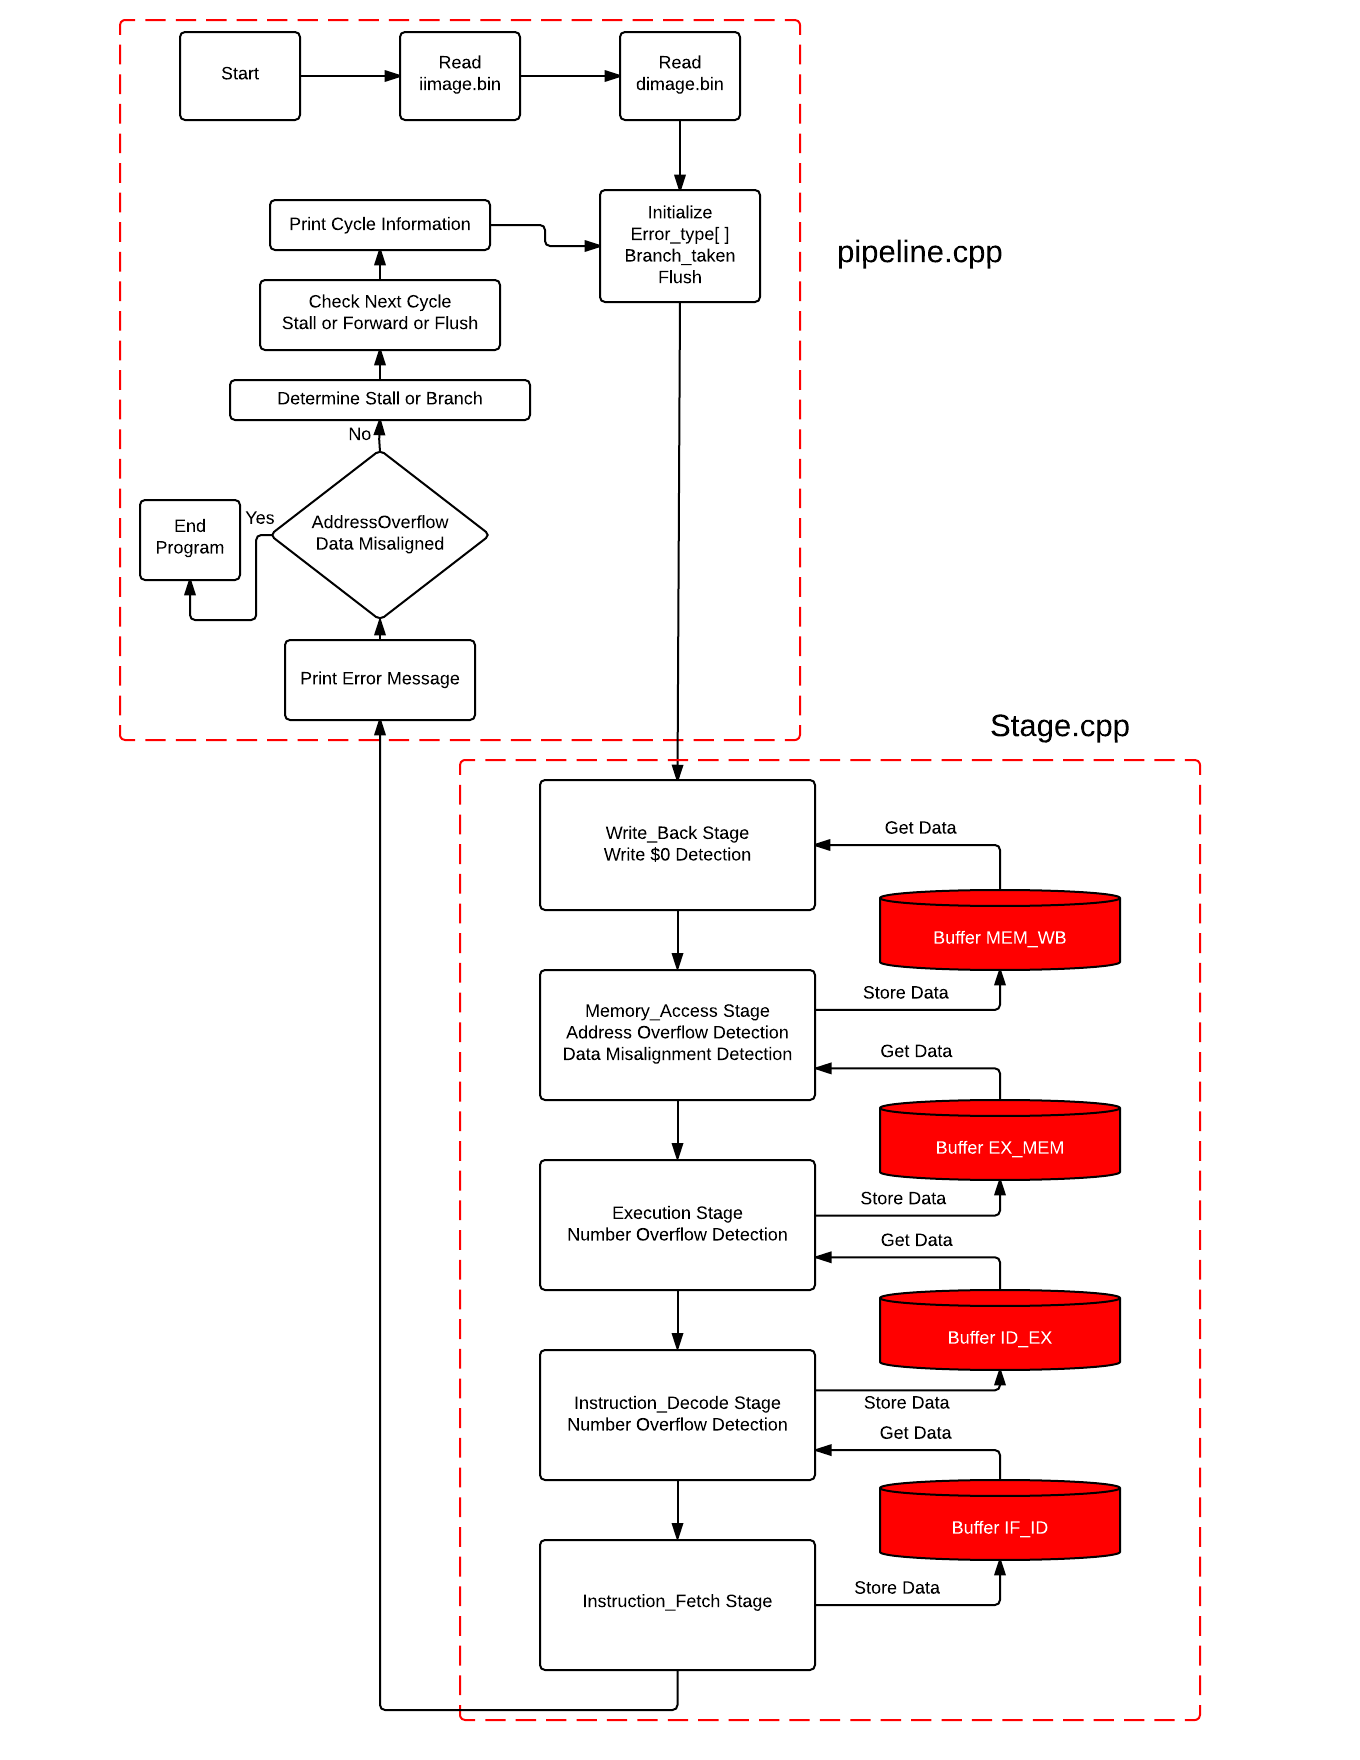 Start
Read
iimage.bin
Read
dimage.bin
Print Cycle Information
Initialize
Error_type[ ]
Branch_taken
Flush
pipeline.cpp
Check Next Cycle
Stall or Forward or Flush
Determine Stall or Branch
No
AddressOverflow
Data Misaligned
Yes
End
Program
Print Error Message
Stage.cpp
Write_Back Stage
Write $0 Detection
Get Data
Buffer MEM_WB
Store Data
Memory_Access Stage
Address Overflow Detection
Data Misalignment Detection
Get Data
Buffer EX_MEM
Store Data
Execution Stage
Number Overflow Detection
Get Data
Buffer ID_EX
Store Data
Instruction_Decode Stage
Number Overflow Detection
Get Data
Buffer IF_ID
Store Data
Instruction_Fetch Stage